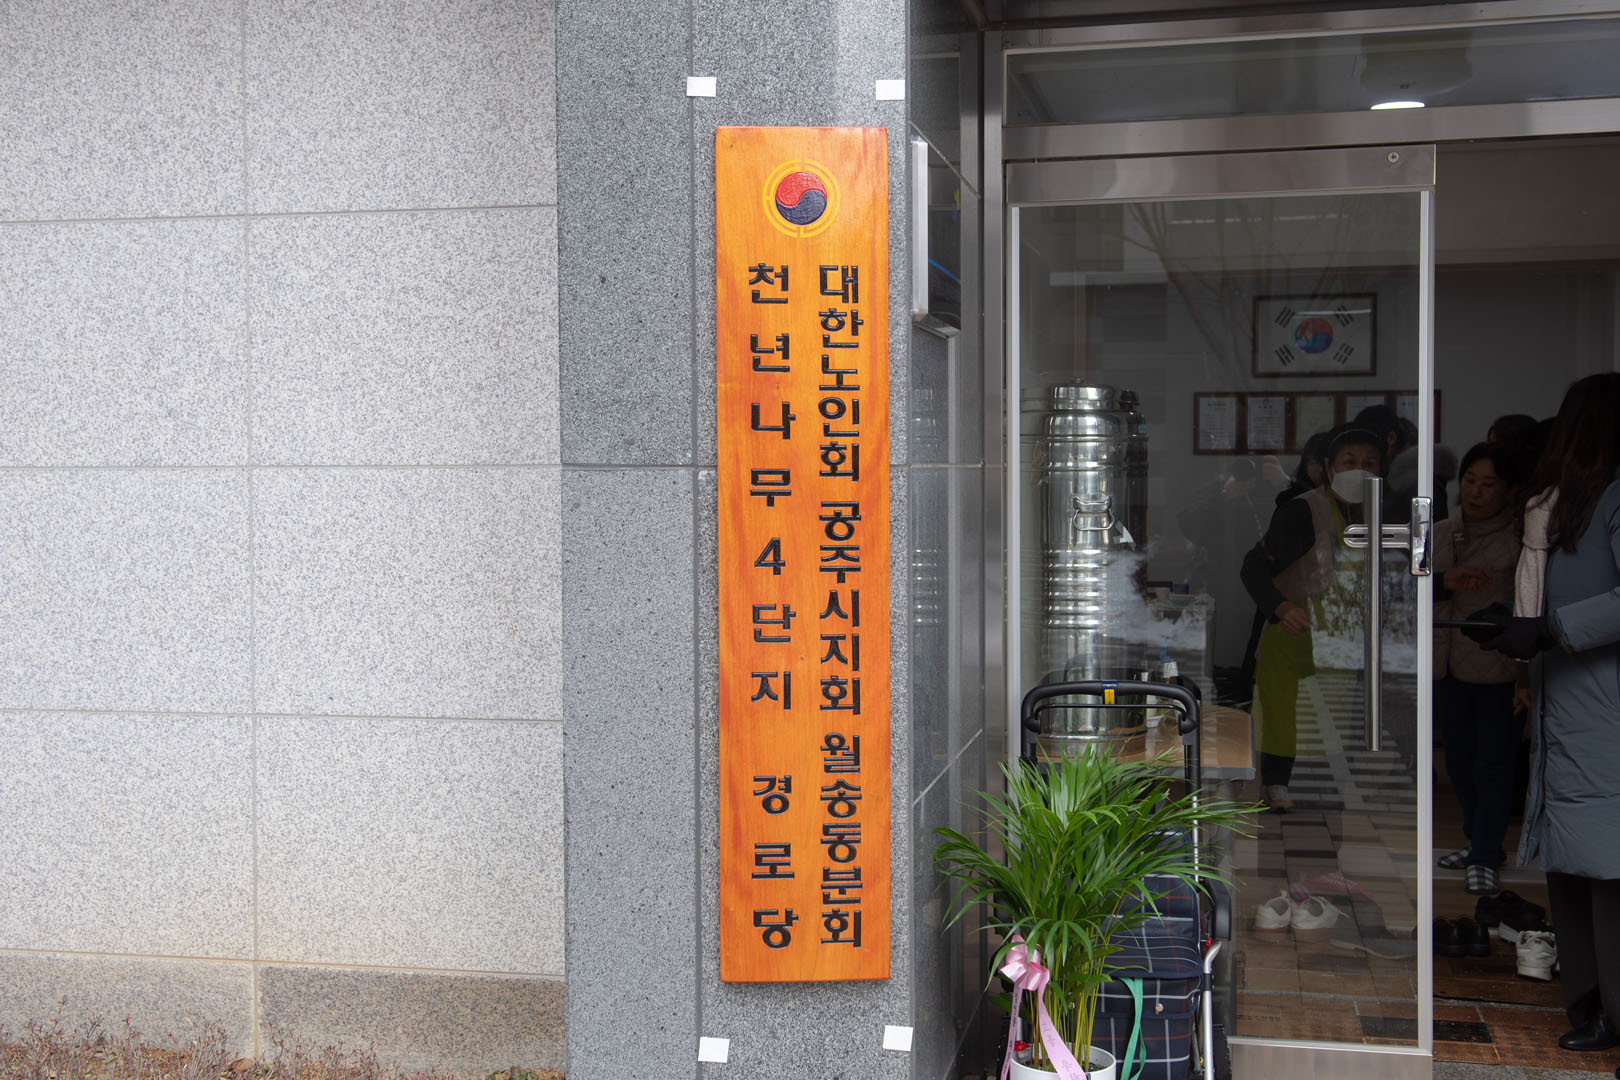 대한노인회 공주시지회 월송동분회
천년나무4단지 경로당